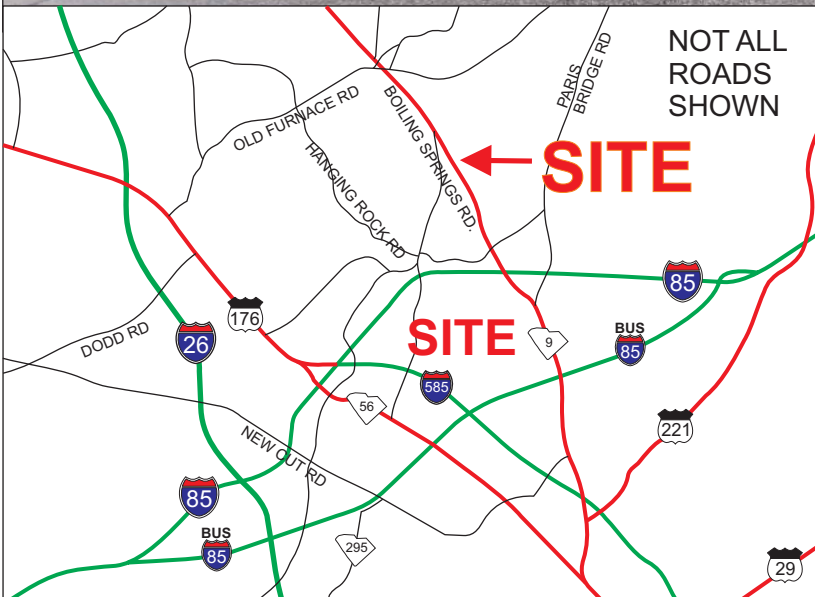 NOT ALL
ROADS
SHOWN
PARIS
BRIDGE RD
OLD FURNACE RD
BOILING SPRINGS RD.
HANGING ROCK RD
SITE
85
176
SITE
9
BUS
85
26
DODD RD
585
56
221
NEW CUT RD
85
BUS
85
295
29